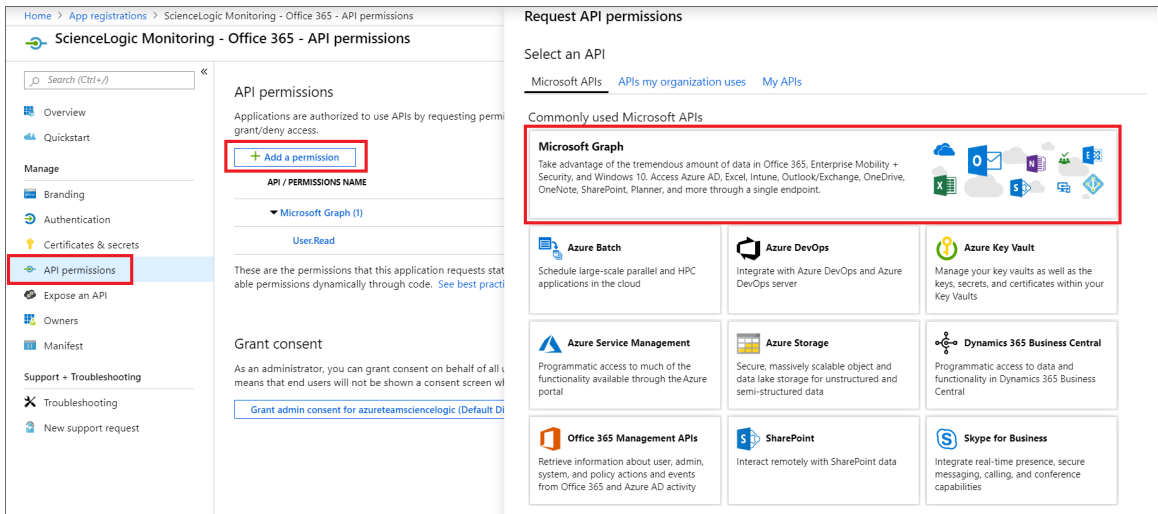 Home > App registrations > ScienceLogic Monitoring - Office 365 - API permissions
ScienceLogic Monitoring - Office 365 - API permissions
Search (Ctrl+/)
«
Overview
Quickstart
Manage
Branding
Authentication
Certificates & secrets
API permissions
Expose an API
Owners
Manifest
Support + Troubleshooting
Troubleshooting
New support request
API permissions
Applications are authorized to use APIs by requesting permi
grant/deny access.
+ Add a permission
API / PERMISSIONS NAME
Microsoft Graph (1)
User.Read
These are the permissions that this application requests stat
able permissions dynamically through code. See best practi
Grant consent
As an administrator, you can grant consent on behalf of all u
means that end users will not be shown a consent screen wh
Grant admin consent for azureteamsciencelogic (Default Di
Request API permissions
Select an API
Microsoft APIs APIs my organization uses My APIs
Commonly used Microsoft APIs
Microsoft Graph
Take advantage of the tremendous amount of data in Office 365, Enterprise Mobility +
Security, and Windows 10. Access Azure AD, Excel, Intune, Outlook/Exchange, OneDrive,
OneNote, SharePoint, Planner, and more through a single endpoint.
Azure Batch
Schedule large-scale parallel and HPC
applications in the cloud
Azure DevOps
Integrate with Azure DevOps and Azure
DevOps server
Azure Key Vault
Manage your key vaults as well as the
keys, secrets, and certificates within your
Key Vaults
Azure Service Management
Programmatic access to much of the
functionality available through the Azure
portal
Azure Storage
Secure, massively scalable object and
data lake storage for unstructured and
semi-structured data
Dynamics 365 Business Central
Programmatic access to data and
functionality in Dynamics 365 Business
Central
Office 365 Management APIs
Retrieve information about user, admin,
system, and policy actions and events
from Office 365 and Azure AD activity
SharePoint
Interact remotely with SharePoint data
Skype for Business
Integrate real-time presence, secure
messaging, calling, and conference
capabilities